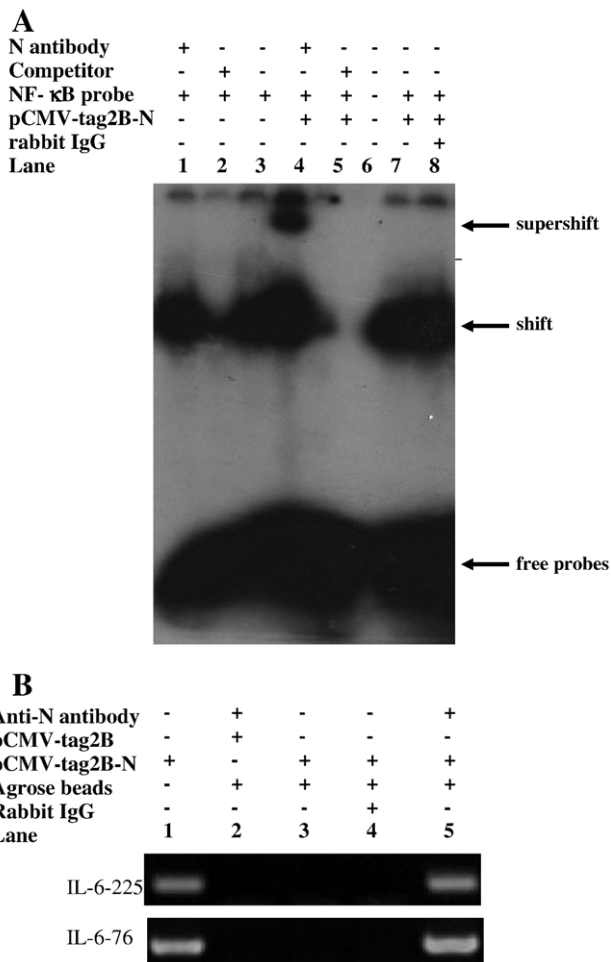 A
N antibody + - - + - - - -
Competitor - + - - + - - -
NF- κB probe + + + + + - + +
pCMV-tag2B-N - - - + + - + +
rabbit IgG - - - - - - - +
Lane 1 2 3 4 5 6 7 8
supershift
shift
free probes
B
Anti-N antibody - + - - +
pCMV-tag2B - + - - -
pCMV-tag2B-N + - + + +
Agrose beads - + + + +
Rabbit IgG - - - + -
Lane 1 2 3 4 5
IL-6-225
IL-6-76